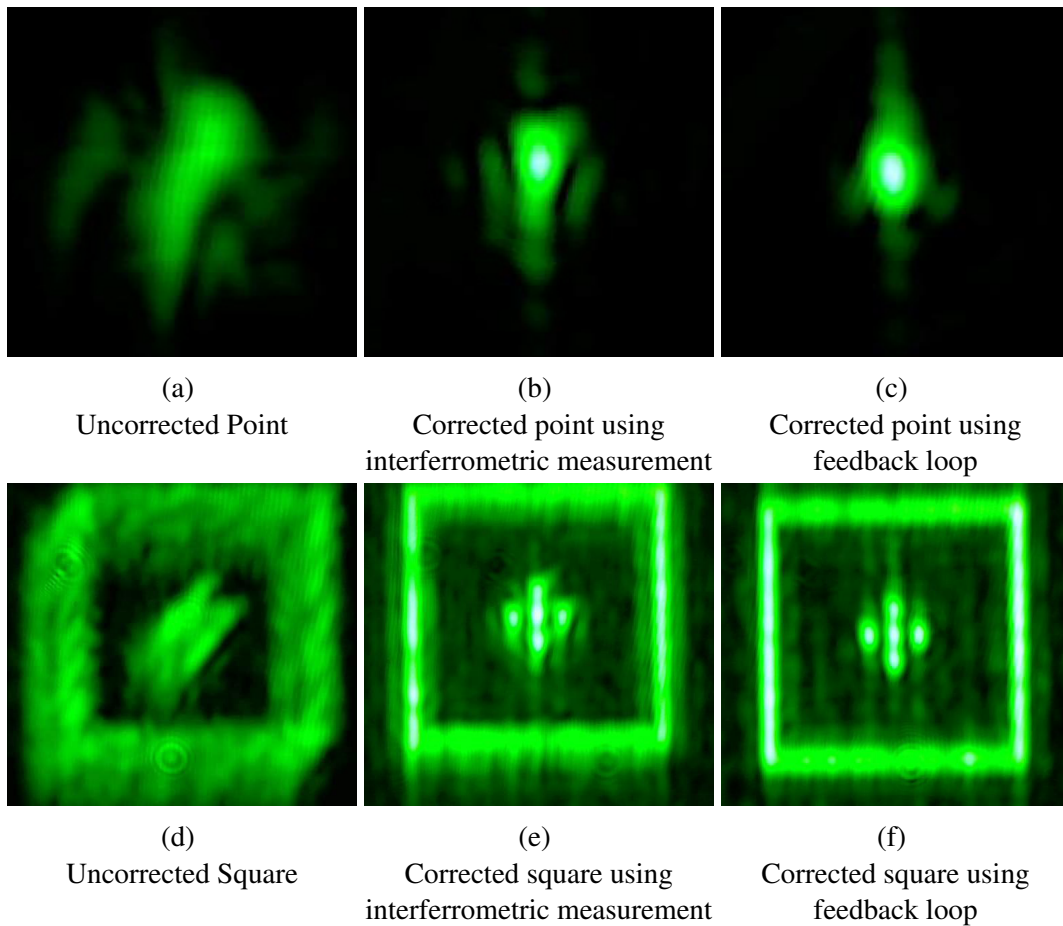 (a)
Uncorrected Point
(b)
Corrected point using
interferrometric measurement
(c)
Corrected point using
feedback loop
(d)
Uncorrected Square
(e)
Corrected square using
interferrometric measurement
(f)
Corrected square using
feedback loop